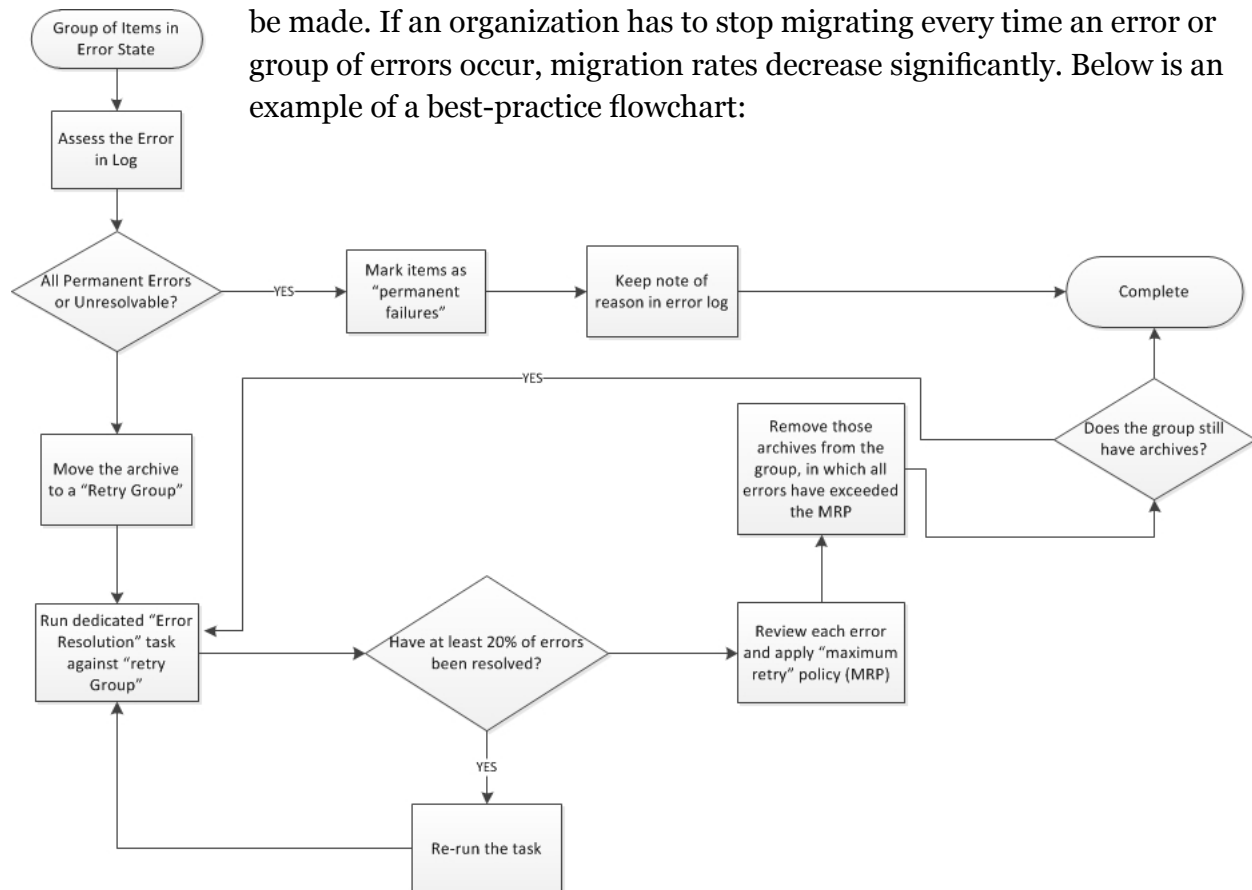 be made. If an organization has to stop migrating every time an error or
group of errors occur, migration rates decrease significantly. Below is an
example of a best-practice flowchart:
Group of Items in
Error State
Assess the Error
in Log
All Permanent Errors
or Unresolvable?
YES
Mark items as
“permanent
failures”
Keep note of
reason in error log
Complete
YES
Move the archive
to a “Retry Group”
Remove those
archives from the
group, in which all
errors have exceeded
the MRP
Does the group still
have archives?
Run dedicated “Error
Resolution” task
against “retry
Group”
Have at least 20% of errors
been resolved?
Review each error
and apply “maximum
retry” policy (MRP)
YES
Re-run the task